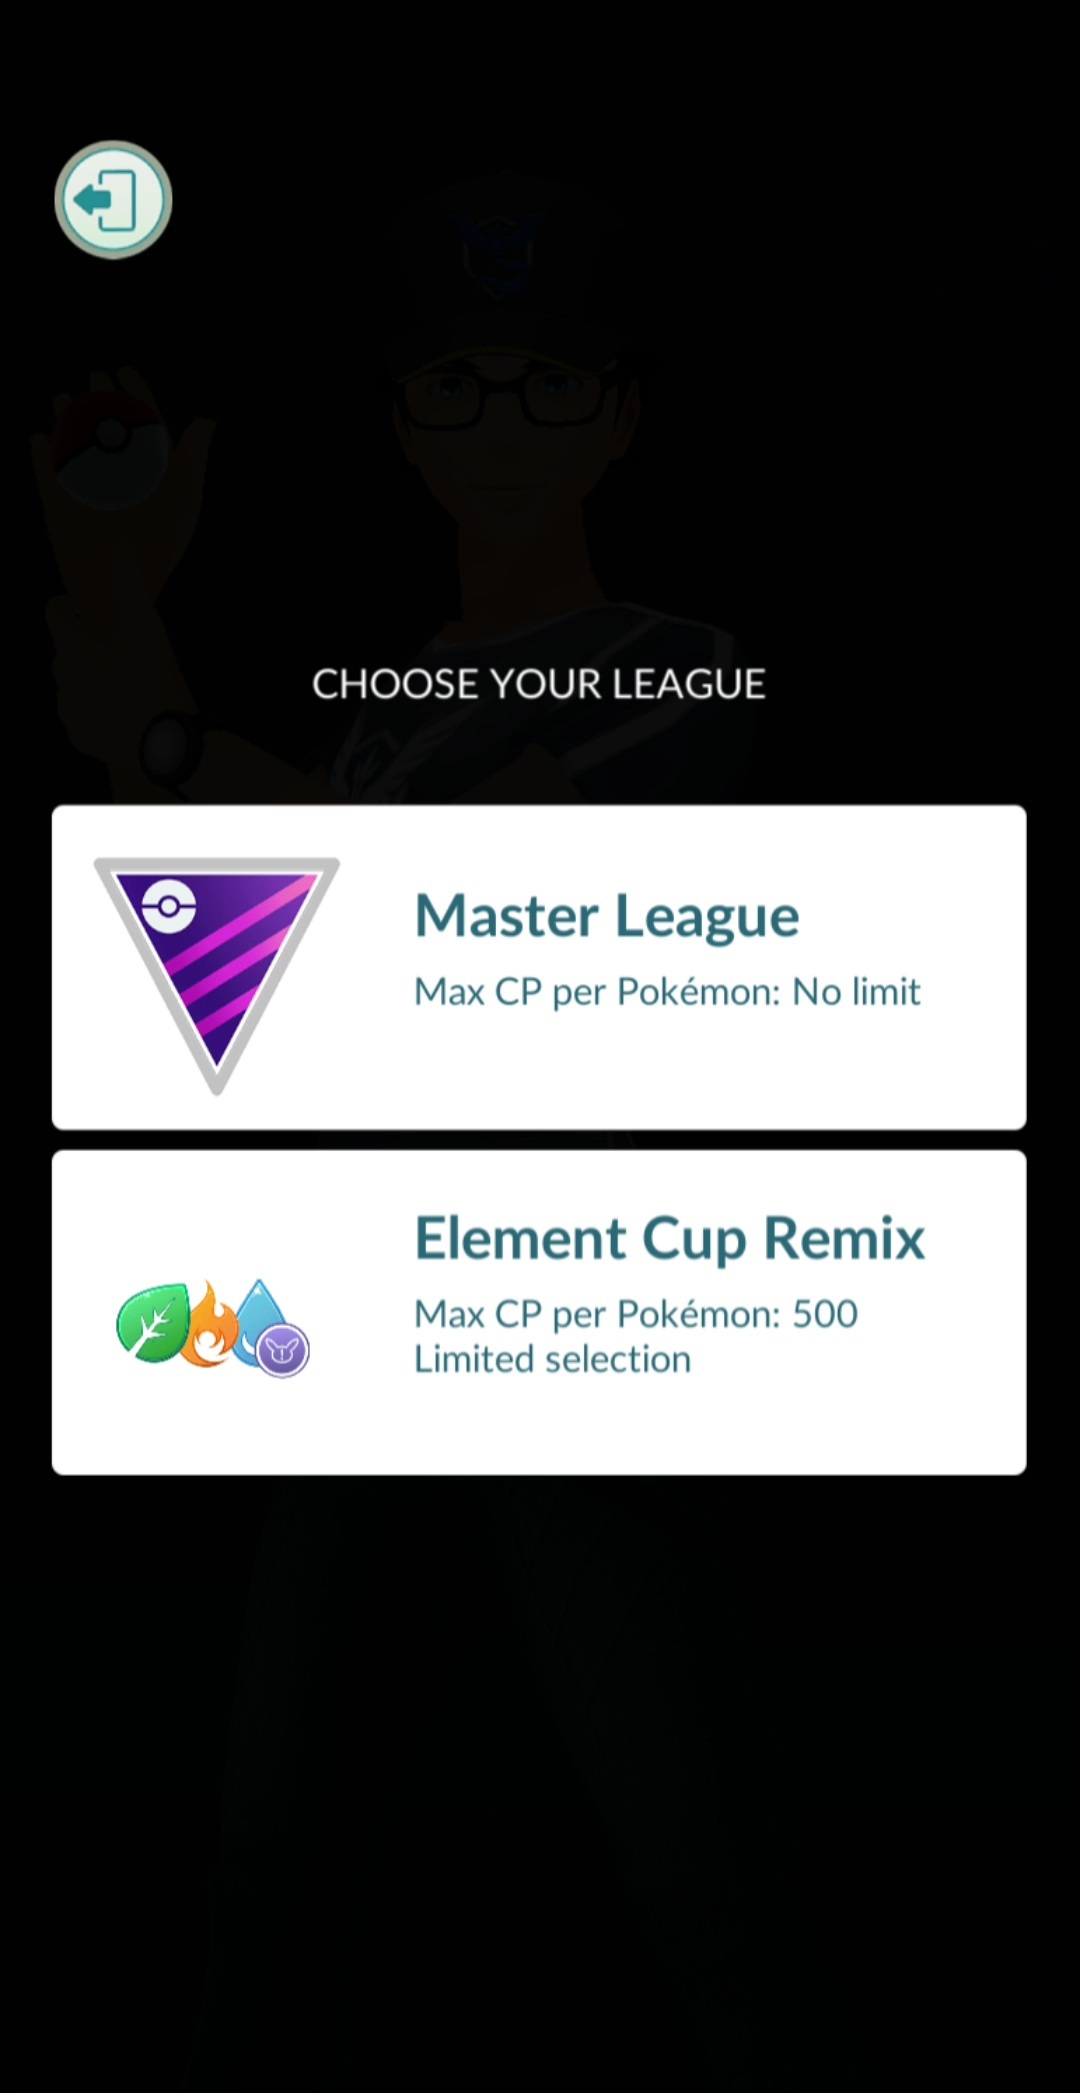 CHOOSE YOUR LEAGUE
Master League
Max CP per Pokémon: No limit
Element Cup Remix
Max CP per Pokémon: 500
Limited selection